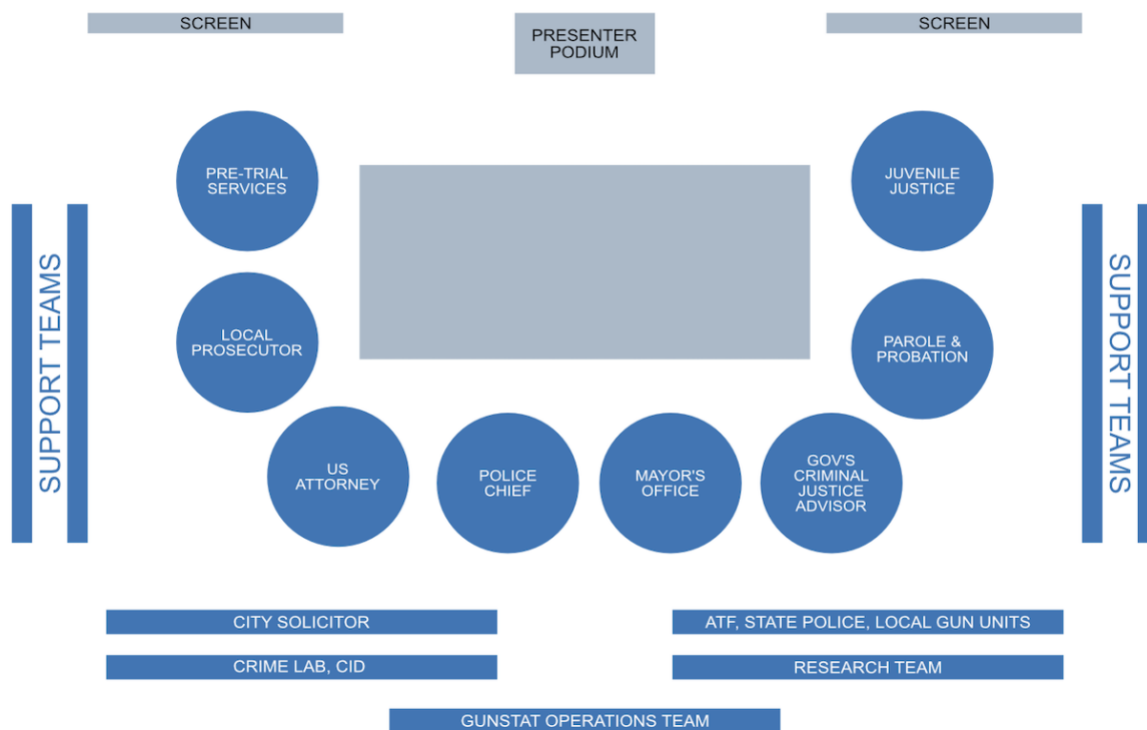 SCREEN
PRESENTER
PODIUM
SCREEN
PRE-TRIAL
SERVICES
JUVENILE
JUSTICE
SUPPORT TEAMS
LOCAL
PROSECUTOR
PAROLE &
PROBATION
SUPPORT TEAMS
US
ATTORNEY
POLICE
CHIEF
MAYOR'S
OFFICE
GOV'S
CRIMINAL
JUSTICE
ADVISOR
CITY SOLICITOR
ATF, STATE POLICE, LOCAL GUN UNITS
CRIME LAB, CID
RESEARCH TEAM
GUNSTAT OPERATIONS TEAM